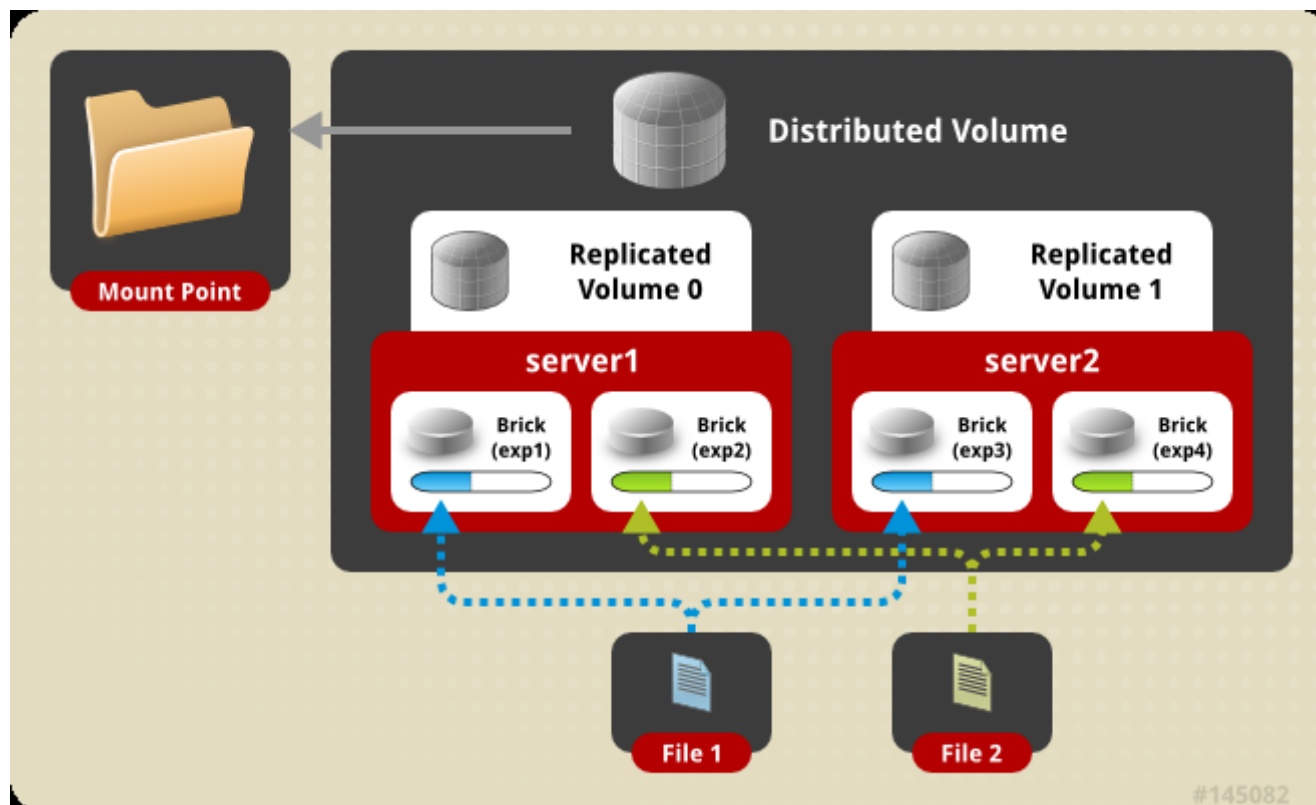 Distributed Volume
Mount Point
Replicated
Volume 0
Replicated
Volume 1
server1
server2
Brick
(exp1)
Brick
(exp2)
Brick
(exp3)
Brick
(exp4)
File 1
File 2
#145082